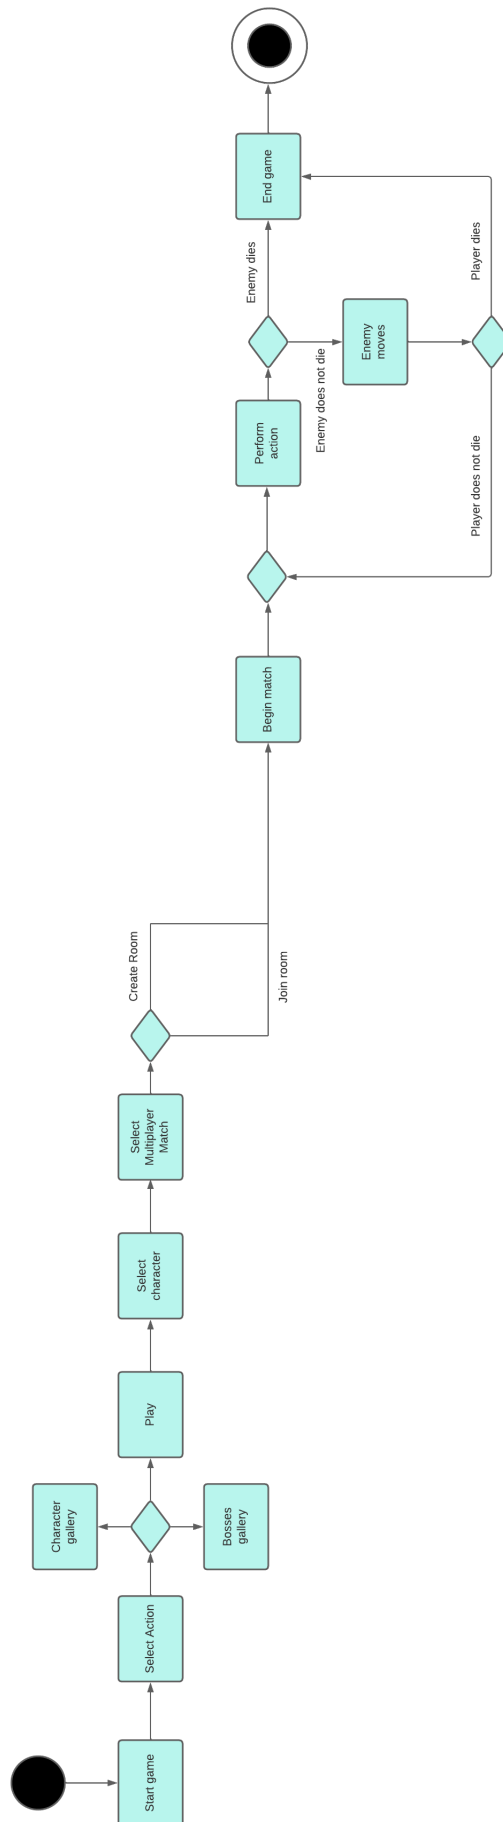 Start game
Select Action
Character
gallery
Bosses
gallery
Play
Select
character
Select
Multiplayer
Match
Create Room
Join room
Begin match
Perform
action
Enemy dies
Enemy does not die
Enemy
moves
Player does not die
Player dies
End game